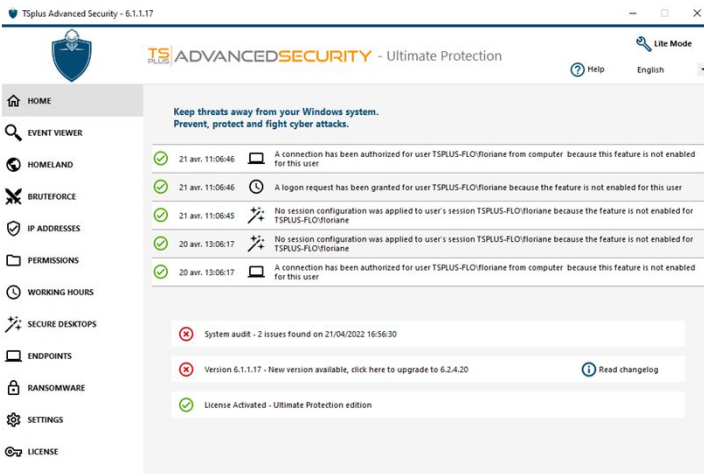 TSplus Advanced Security - 6.1.1.17
TS PLUS ADVANCEDSECURITY - Ultimate Protection
Lite Mode
Help
English
HOME
EVENT VIEWER
HOMELAND
BRUTEFORCE
IP ADDRESSES
PERMISSIONS
WORKING HOURS
SECURE DESKTOPS
ENDPOINTS
RANSOMWARE
SETTINGS
LICENSE
Keep threats away from your Windows system.
Prevent, protect and fight cyber attacks.
21 avr. 11:06:46
A connection has been authorized for user TSPLUS-FLO\floriane from computer because this feature is not enabled
for this user
21 avr. 11:06:46
A logon request has been granted for TSPLUS-FLO\floriane because the feature is not enabled for this user
21 avr. 11:06:45
No session configuration was applied to user's session TSPLUS-FLO\floriane because the feature is not enabled for
TSPLUS-FLO\floriane
20 avr. 13:06:17
No session configuration was applied to user's session TSPLUS-FLO\floriane because the feature is not enabled for
TSPLUS-FLO\floriane
20 avr. 13:06:17
A connection has been authorized for user TSPLUS-FLO\floriane from computer because this feature is not enabled
for this user
System audit - 2 issues found on 21/04/2022 16:56:30
Version 6.1.1.17 - New version available, click here to upgrade to 6.2.4.20
Read changelog
License Activated - Ultimate Protection edition